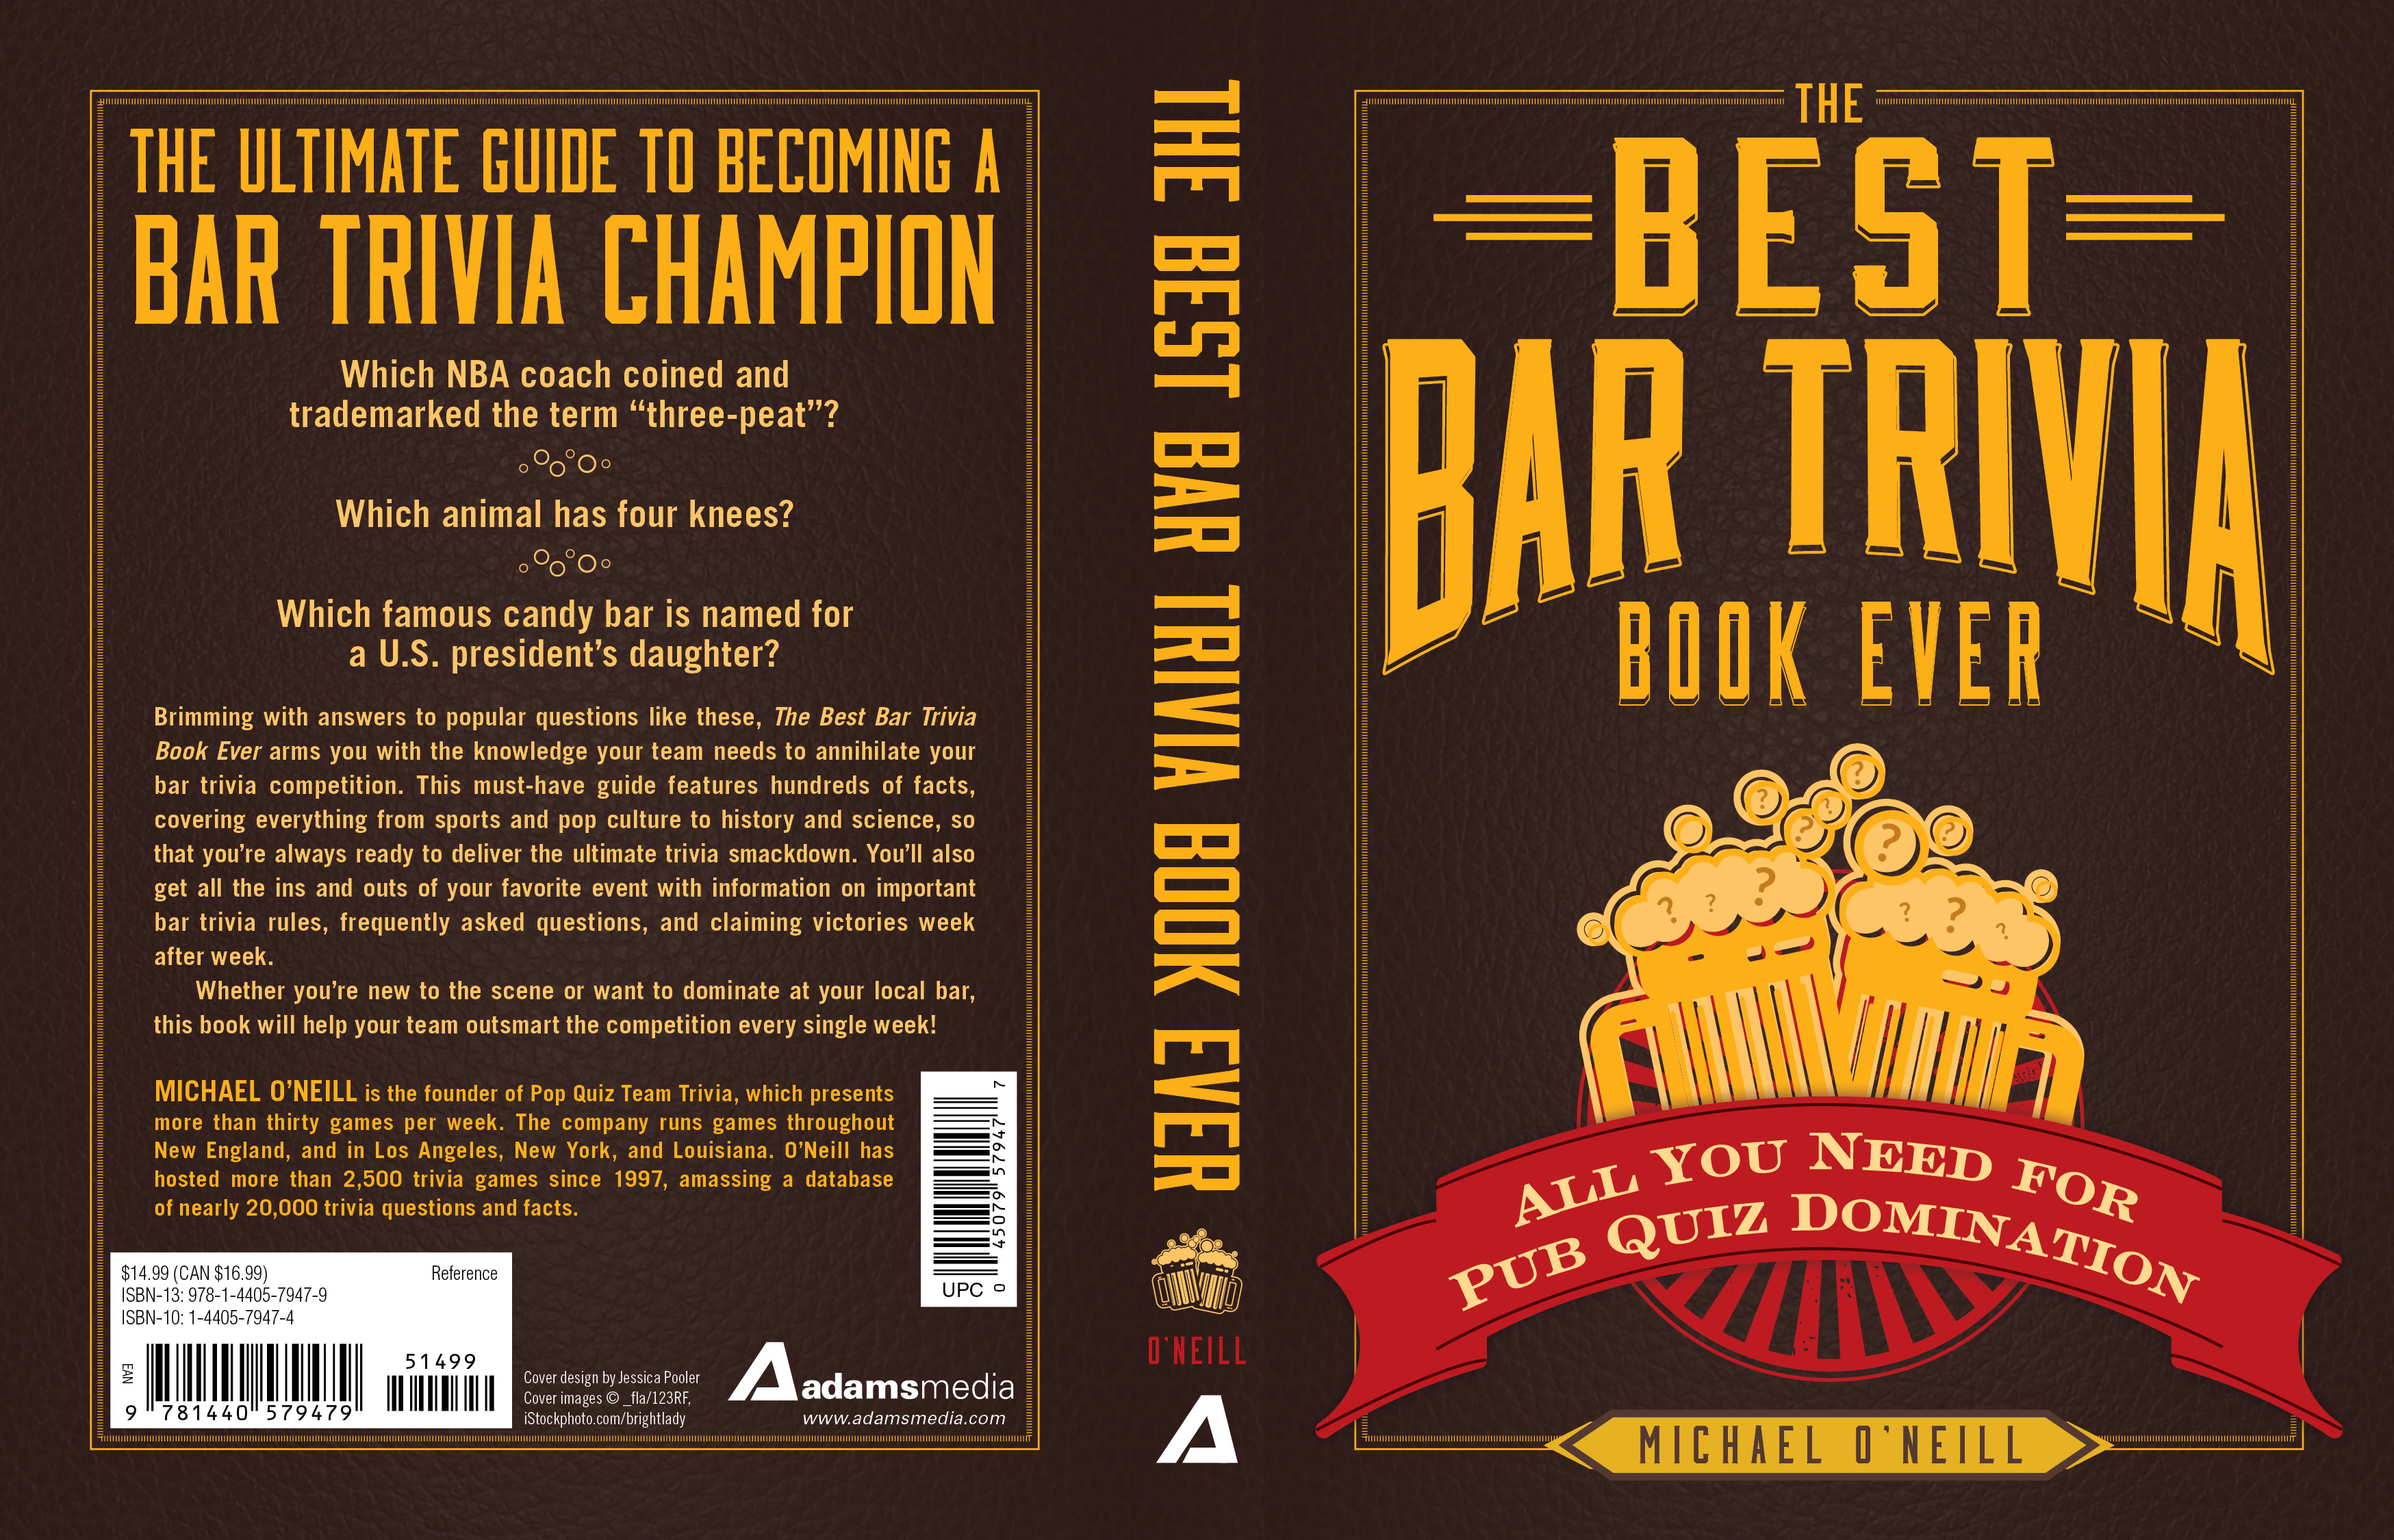 THE ULTIMATE GUIDE TO BECOMING A
BAR TRIVIA CHAMPION
Which NBA coach coined and
trademarked the term “three-peat”?
Which animal has four knees?
Which famous candy bar is named for
a U.S. president’s daughter?
Brimming with answers to popular questions like these, The Best Bar Trivia
Book Ever arms you with the knowledge your team needs to annihilate your
bar trivia competition. This must-have guide features hundreds of facts,
covering everything from sports and pop culture to history and science, so
that you’re always ready to deliver the ultimate trivia smackdown. You’ll also
get all the ins and outs of your favorite event with information on important
bar trivia rules, frequently asked questions, and claiming victories week
after week.
Whether you’re new to the scene or want to dominate at your local bar,
this book will help your team outsmart the competition every single week!
MICHAEL O’NEILL is the founder of Pop Quiz Team Trivia, which presents
more than thirty games per week. The company runs games throughout
New England, and in Los Angeles, New York, and Louisiana. O’Neill has
hosted more than 2,500 trivia games since 1997, amassing a database
of nearly 20,000 trivia questions and facts.
UPC
0 45079 57947 7
$14.99 (CAN $16.99) Reference
ISBN-13: 978-1-4405-7947-9
ISBN-10: 1-4405-7947-4
51499
EAN
9 781440 579479
Cover design by Jessica Pooler
Cover images © _fla/123RF,
iStockphoto.com/brightlady
adamsmedia
www.adamsmedia.com
THE BEST BAR TRIVIA BOOK EVER
O'NEILL
A
THE
BEST
BAR TRIVIA
BOOK EVER
?
? ? ? ? ?
? ? ? ? ? ?
ALL YOU NEED FOR
PUB QUIZ DOMINATION
MICHAEL O'NEILL